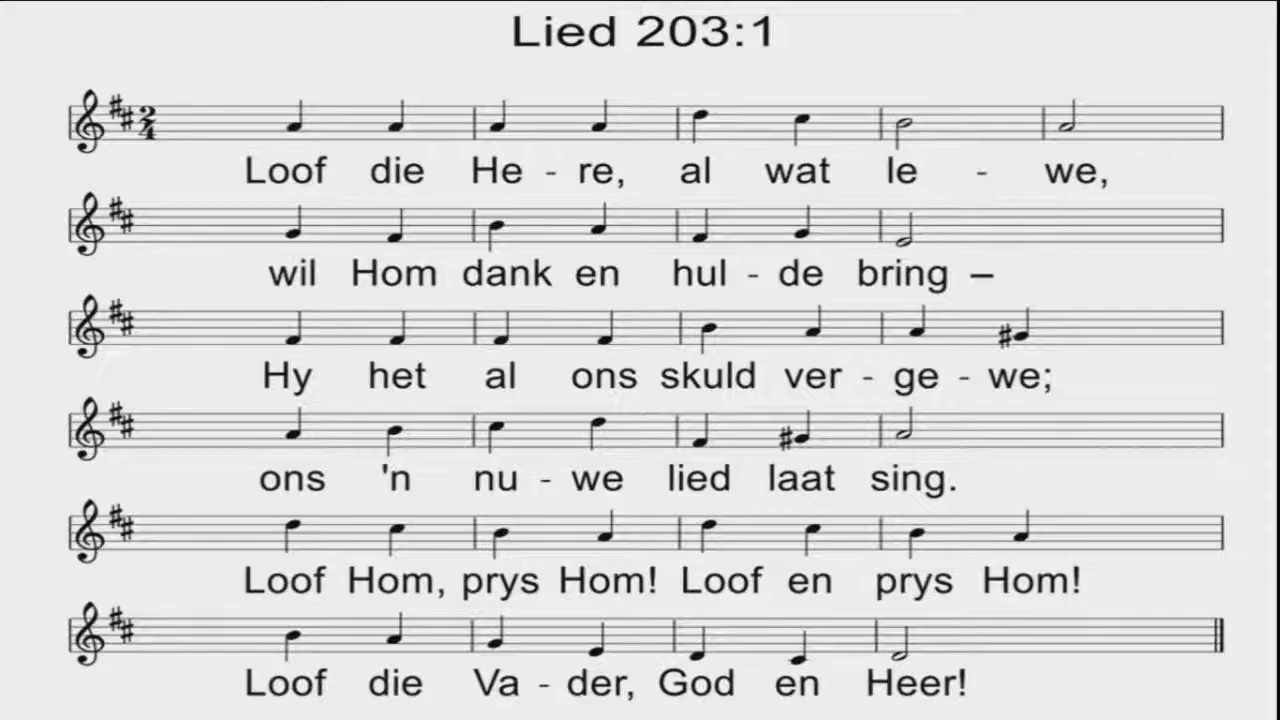 Lied 203:1
2/4
Loof die He - re, al wat le - we,
wil Hom dank en hul - de bring –
Hy het al ons skuld ver - ge - we;
ons 'n nu - we lied laat sing.
Loof Hom, prys Hom! Loof en prys Hom!
Loof die Va - der, God en Heer!